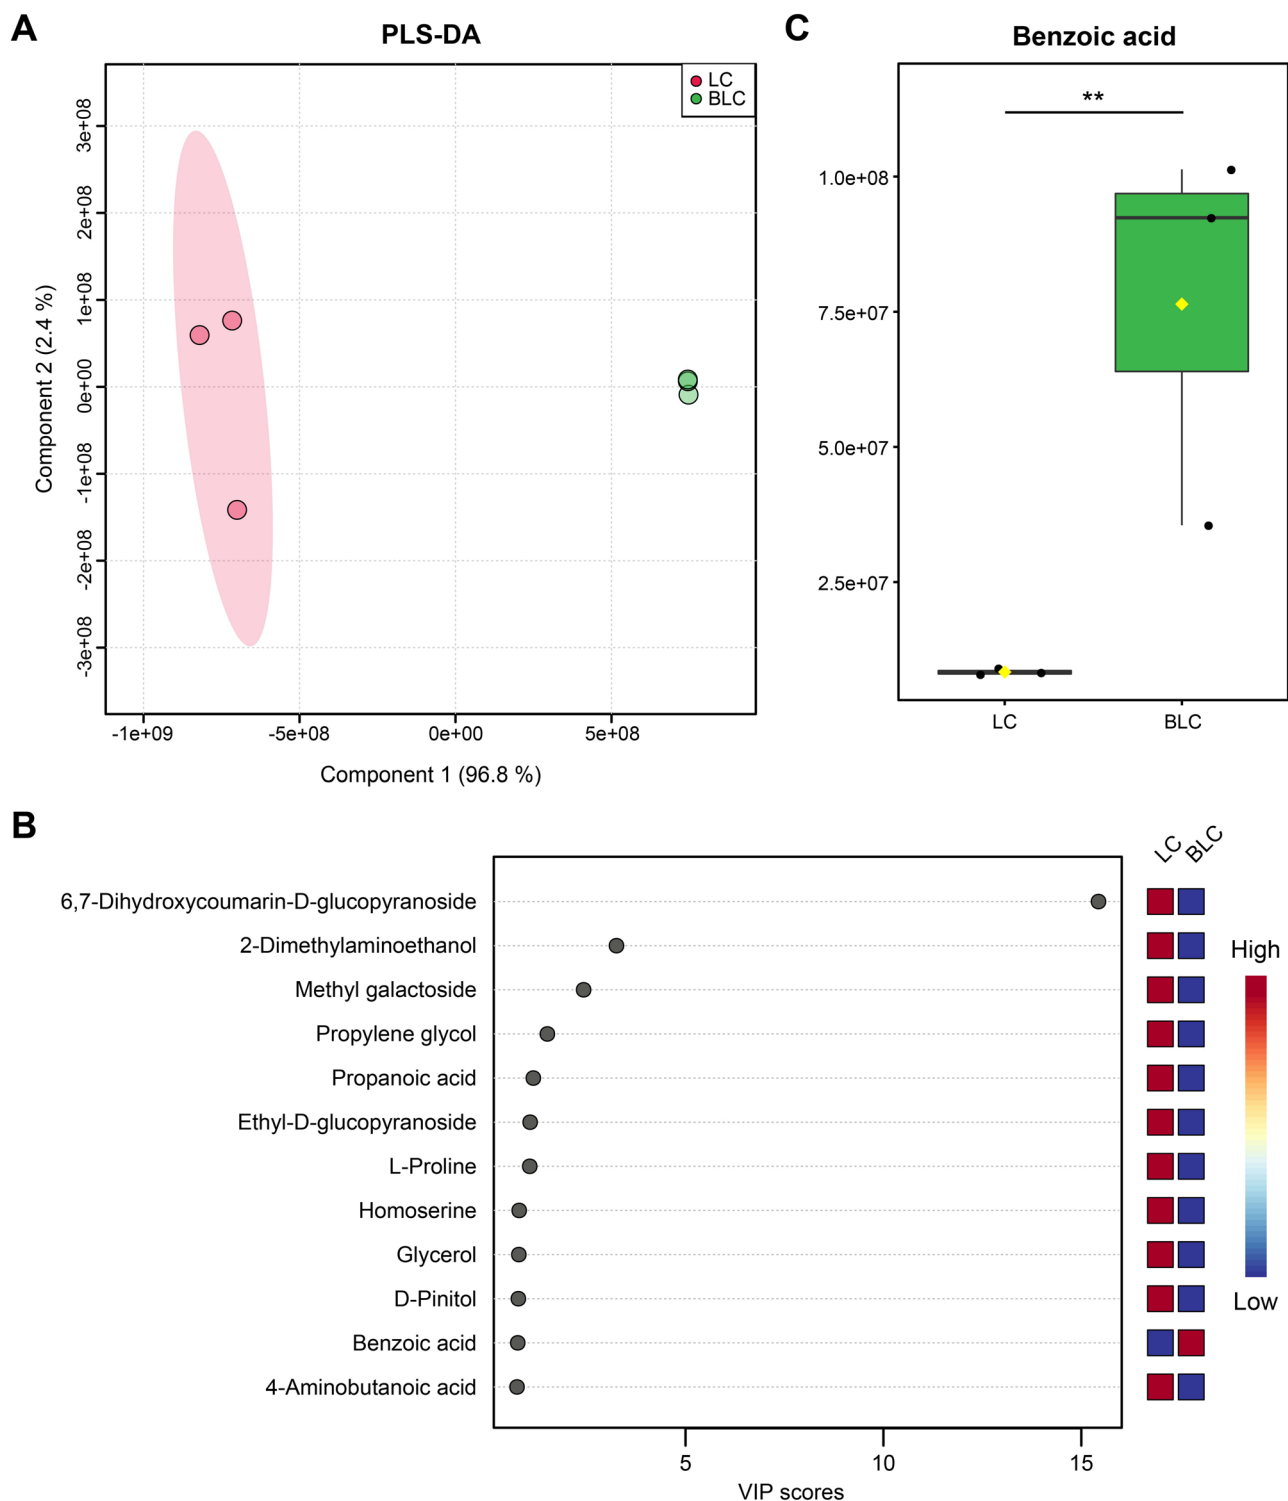 A
PLS-DA
LC
BLC
3e+08
2e+08
1e+08
0e+00
-1e+08
-2e+08
-3e+08
Component 2 (2.4 %)
-1e+09
-5e+08
0e+00
5e+08
Component 1 (96.8 %)
C
Benzoic acid
**
1.0e+08
7.5e+07
5.0e+07
2.5e+07
LC
BLC
B
LC
BLC
6,7-Dihydroxycoumarin-D-glucopyranoside
2-Dimethylaminoethanol
Methyl galactoside
Propylene glycol
Propanoic acid
Ethyl-D-glucopyranoside
L-Proline
Homoserine
Glycerol
D-Pinitol
Benzoic acid
4-Aminobutanoic acid
High
Low
5
10
15
VIP scores